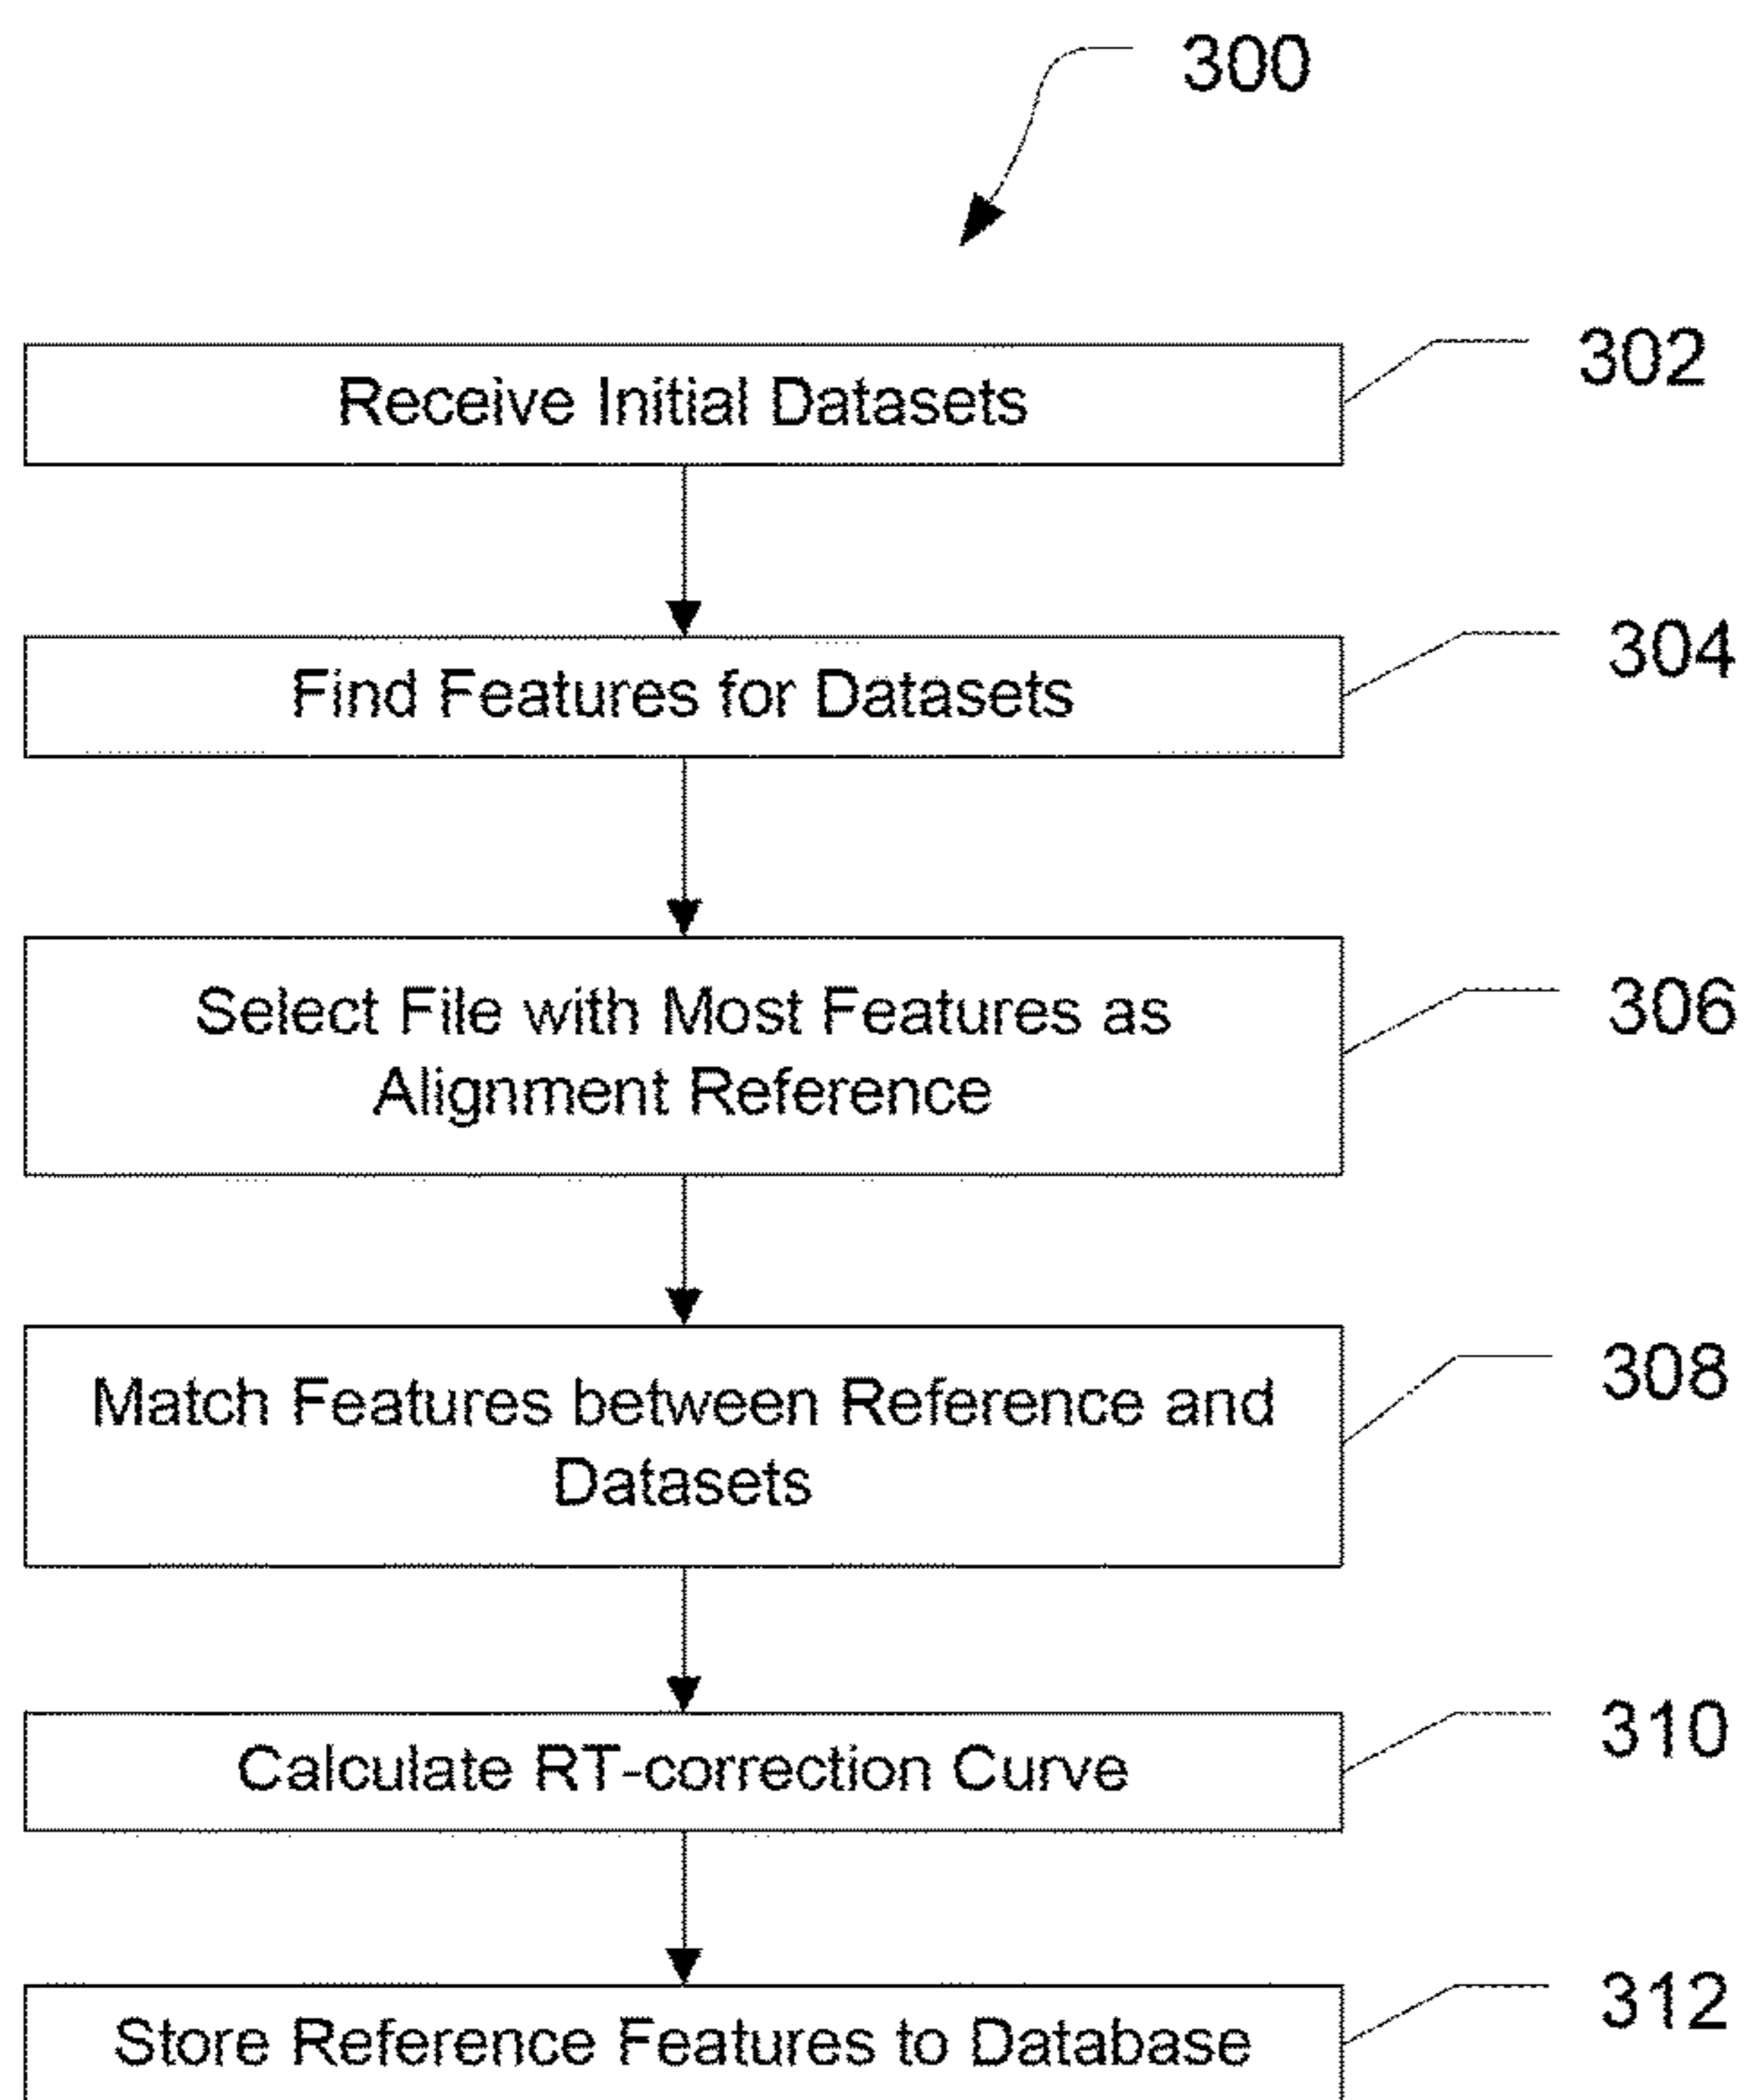 300
Receive Initial Datasets
302
Find Features for Datasets
304
Select File with Most Features as
Alignment Reference
306
Match Features between Reference and
Datasets
308
Calculate RT-correction Curve
310
Store Reference Features to Database
312